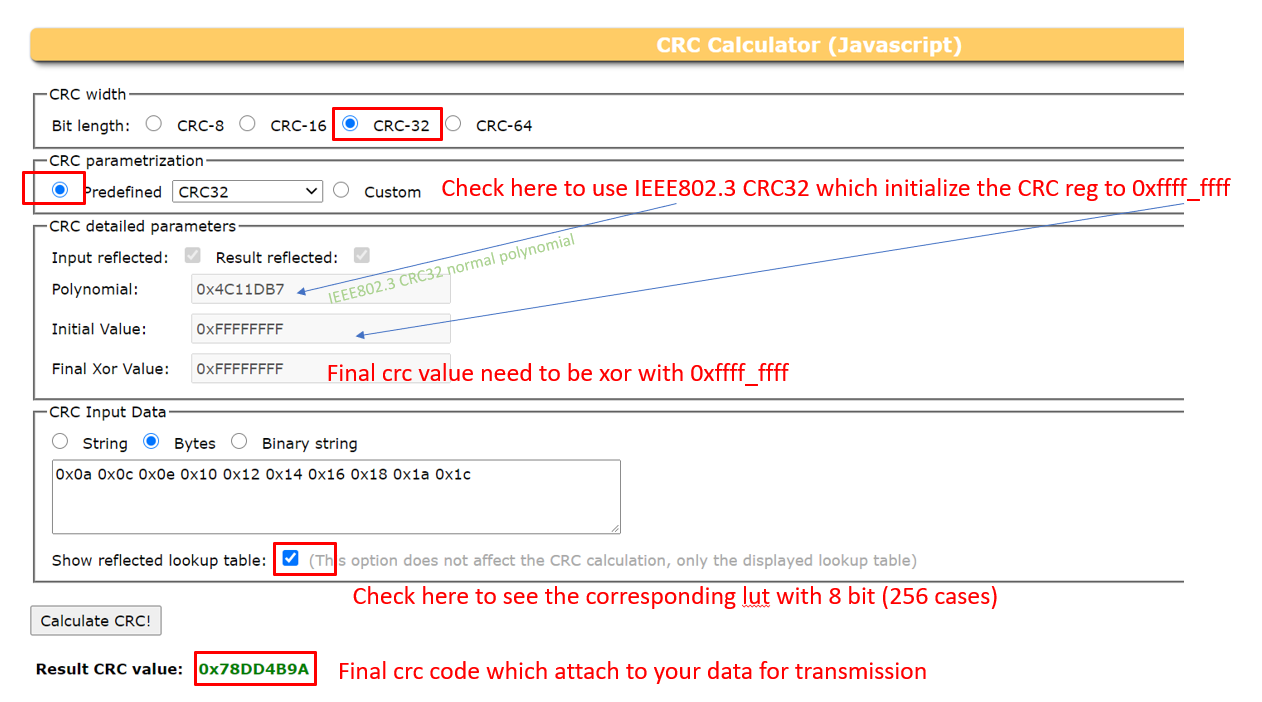 CRC Calculator (Javascript)
CRC width
Bit length: CRC-8 CRC-16 CRC-32 CRC-64
CRC parametrization
Predefined CRC32 Custom Check here to use IEEE802.3 CRC32 which initialize the CRC reg to 0xffff_ffff
CRC detailed parameters
Input reflected: Result reflected:
IEEE802.3 CRC32 normal polynomial
Polynomial: 0x4C11DB7
Initial Value: 0xFFFFFFFF
Final Xor Value: 0xFFFFFFFF Final crc value need to be xor with 0xffff_ffff
CRC Input Data
String Bytes Binary string
0x0a 0x0c 0x0e 0x10 0x12 0x14 0x16 0x18 0x1a 0x1c
Show reflected lookup table: (This option does not affect the CRC calculation, only the displayed lookup table)
Check here to see the corresponding lut with 8 bit (256 cases)
Calculate CRC!
Result CRC value: 0x78DD4B9A Final crc code which attach to your data for transmission